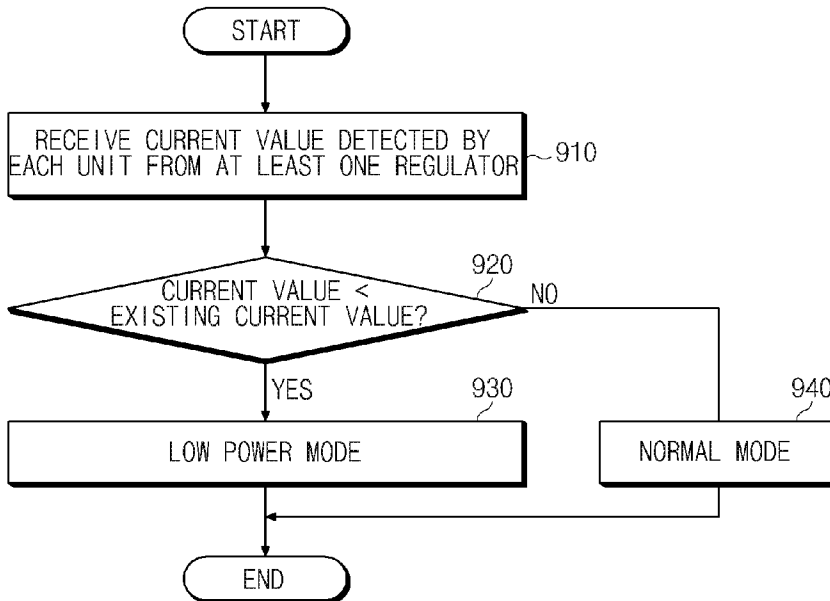 START
RECEIVE CURRENT VALUE DETECTED BY
EACH UNIT FROM AT LEAST ONE REGULATOR
910
920
CURRENT VALUE <
EXISTING CURRENT VALUE?
NO
YES
930
940
LOW POWER MODE
NORMAL MODE
END